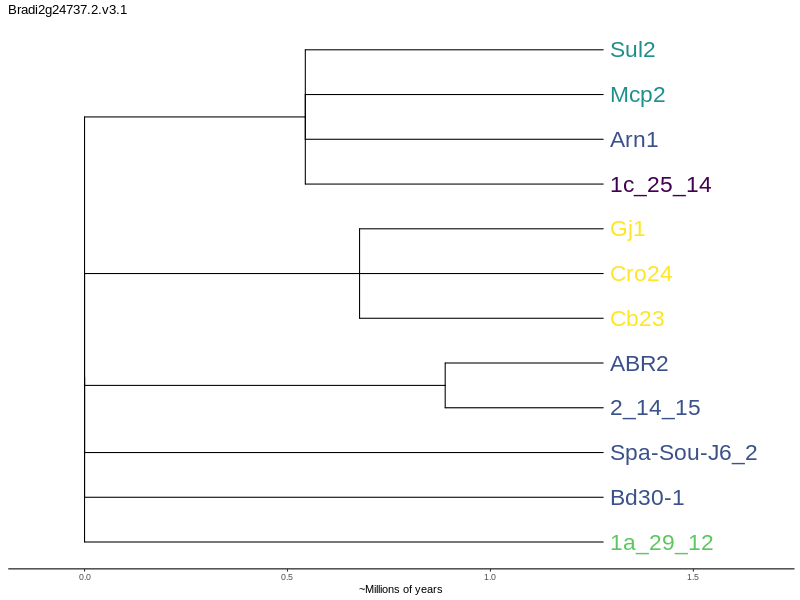 Bradi2g24737.2.v3.1
Sul2
Mcp2
Arn1
1c_25_14
Gj1
Cro24
Cb23
ABR2
2_14_15
Spa-Sou-J6_2
Bd30-1
1a_29_12
0.0 0.5 1.0 1.5
~Millions of years